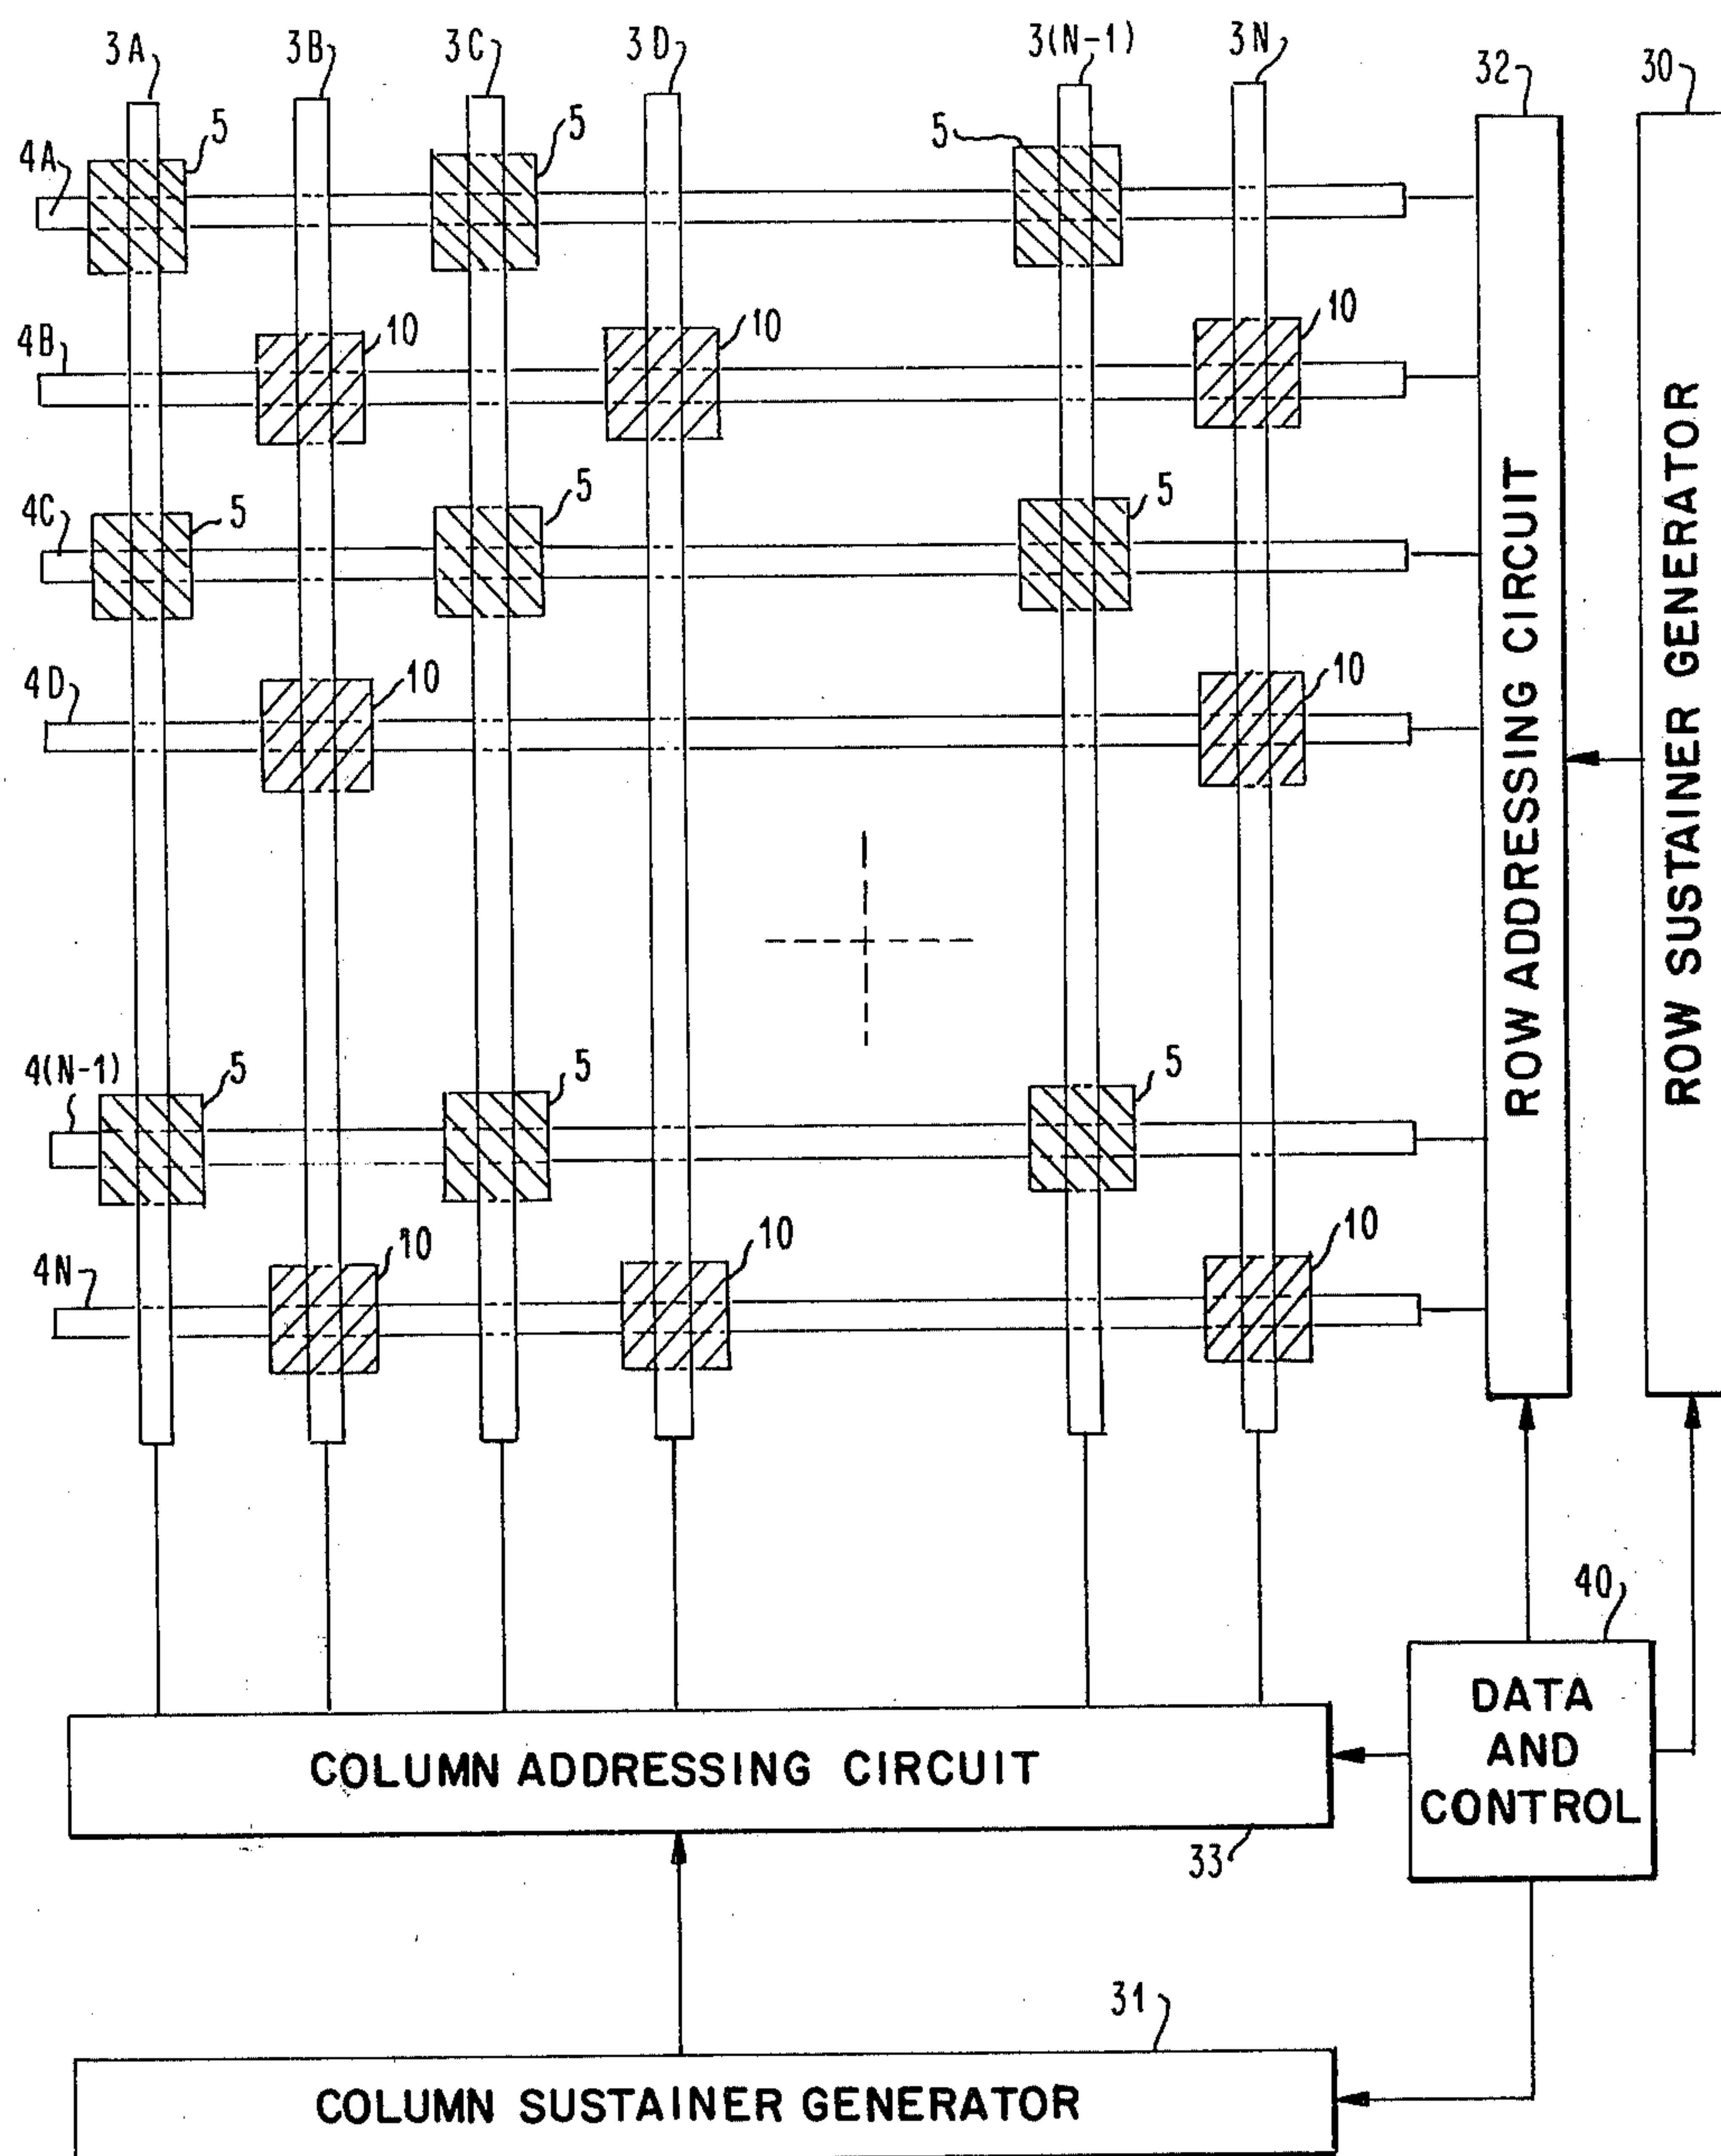 3A 3B 3C 3D 3(N-1) 3N 32 30
5 5 5
4A
10 10 10
4B
5 5 5
4C
10 10
4D
ROW ADDRESSING CIRCUIT
ROW SUSTAINER GENERATOR
5 5 5
4(N-1)
10 10 10
4N
40
DATA
AND
CONTROL
COLUMN ADDRESSING CIRCUIT
33
31
COLUMN SUSTAINER GENERATOR